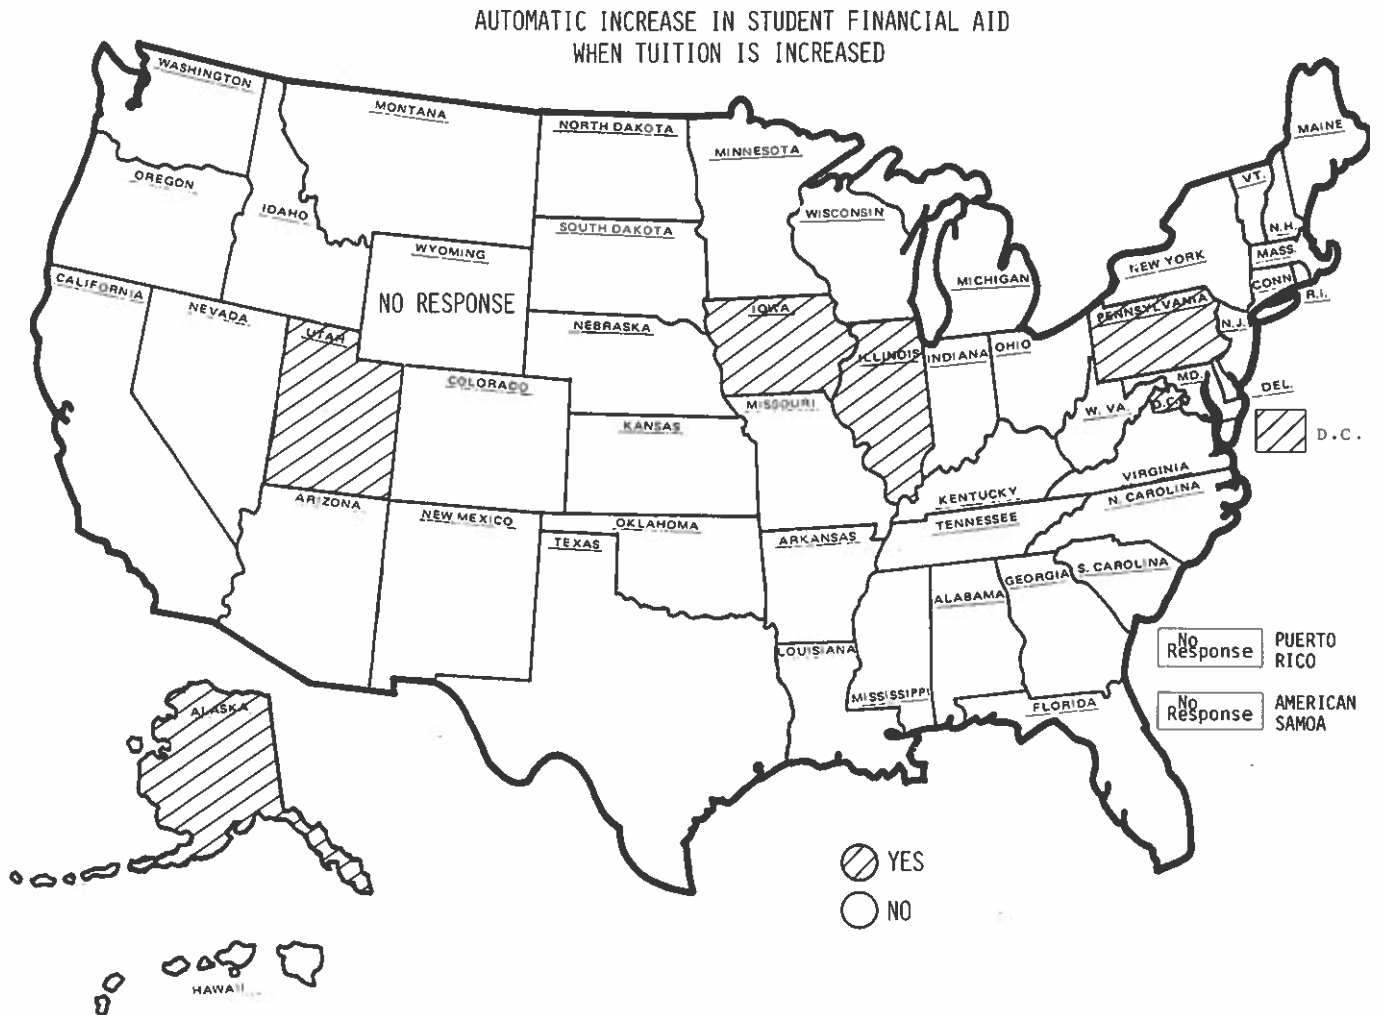 AUTOMATIC INCREASE IN STUDENT FINANCIAL AID
WHEN TUITION IS INCREASED
WASHINGTON
MONTANA
NORTH DAKOTA
MINNESOTA
MAINE
OREGON
IDAHO
WISCONSIN
VT.
N.H.
SOUTH DAKOTA
WYOMING
NO RESPONSE
MICHIGAN
NEW YORK
MASS.
CONN.
R.I.
CALIFORNIA
NEVADA
UTAH
NEBRASKA
IOWA
ILLINOIS
INDIANA
OHIO
PENNSYLVANIA
N.J.
COLORADO
KANSAS
MISSOURI
W. VA.
MD.
D.C.
DEL.
D.C.
VIRGINIA
KENTUCKY
N. CAROLINA
TENNESSEE
ARIZONA
NEW MEXICO
OKLAHOMA
TEXAS
ARKANSAS
S. CAROLINA
GEORGIA
ALABAMA
LOUISIANA
MISSISSIPPI
FLORIDA
No
Response
PUERTO
RICO
No
Response
AMERICAN
SAMOA
ALASKA
HAWAII
YES
NO